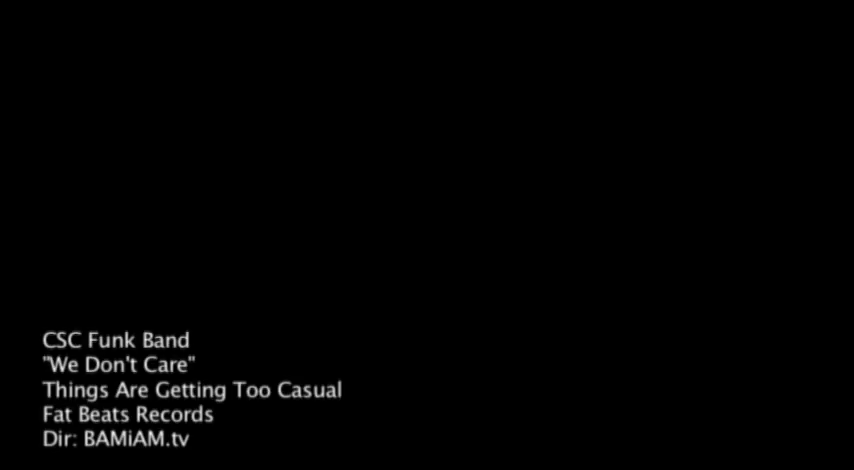 CSC Funk Band
"We Don't Care"
Things Are Getting Too Casual
Fat Beats Records
Dir: BAMiAM.tv